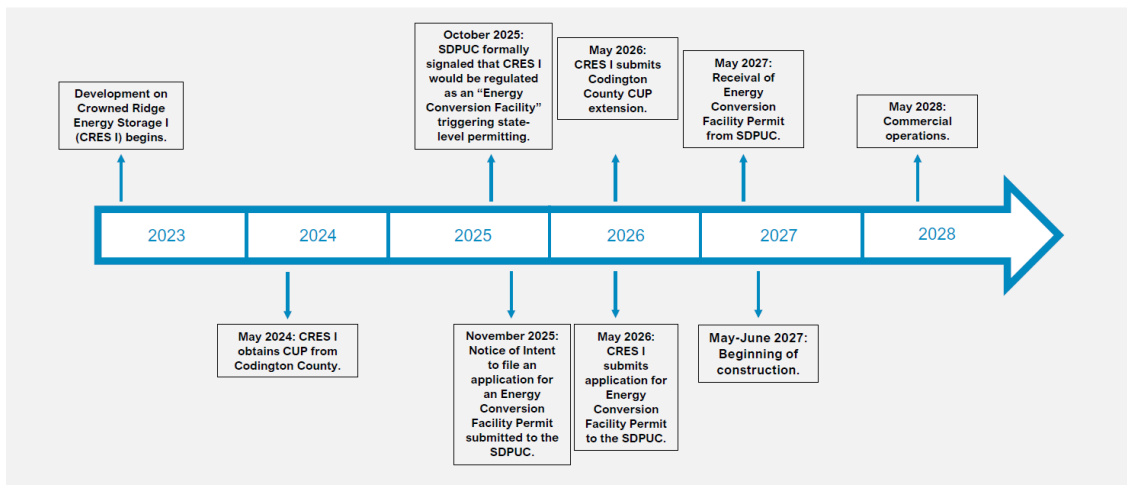 Development on
Crowned Ridge
Energy Storage I
(CRES I) begins.
October 2025:
SDPUC formally
signaled that CRES I
would be regulated
as an “Energy
Conversion Facility”
triggering state-
level permitting.
May 2026:
CRES I submits
Codington
County CUP
extension.
May 2027:
Receival of
Energy
Conversion
Facility Permit
from SDPUC.
May 2028:
Commercial
operations.
2023
2024
2025
2026
2027
2028
May 2024: CRES I
obtains CUP from
Codington County.
November 2025:
Notice of Intent
to file an
application for
an Energy
Conversion
Facility Permit
submitted to the
SDPUC.
May 2026:
CRES I
submits
application for
Energy
Conversion
Facility Permit
to the SDPUC.
May-June 2027:
Beginning of
construction.